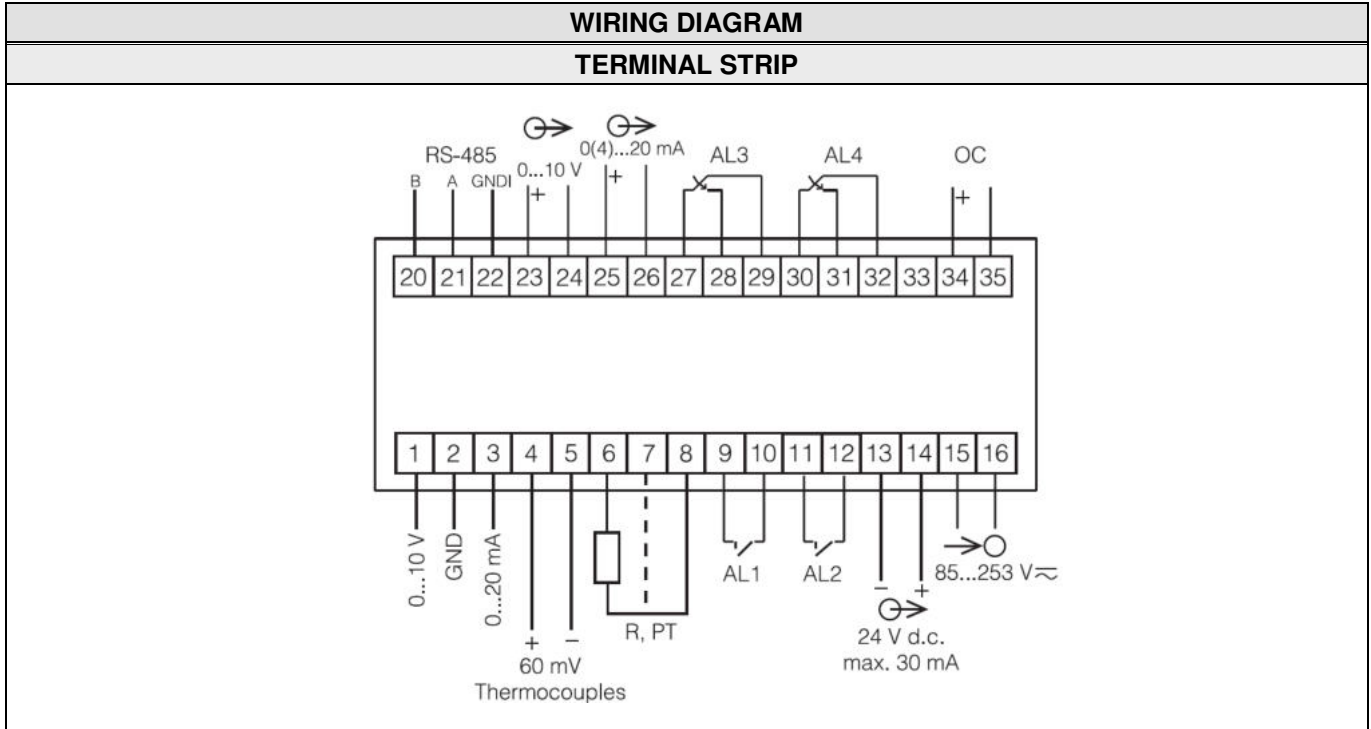 WIRING DIAGRAM
TERMINAL STRIP
RS-485
B A GNDI
0...10 V
+
0(4)...20 mA
+
AL3
AL4
OC
+
20 21 22 23 24 25 26 27 28 29 30 31 32 33 34 35
1 2 3 4 5 6 7 8 9 10 11 12 13 14 15 16
0...10 V
GND
0...20 mA
+ −
60 mV
Thermocouples
R, PT
AL1
AL2
− +
24 V d.c.
max. 30 mA
85...253 V⎓~